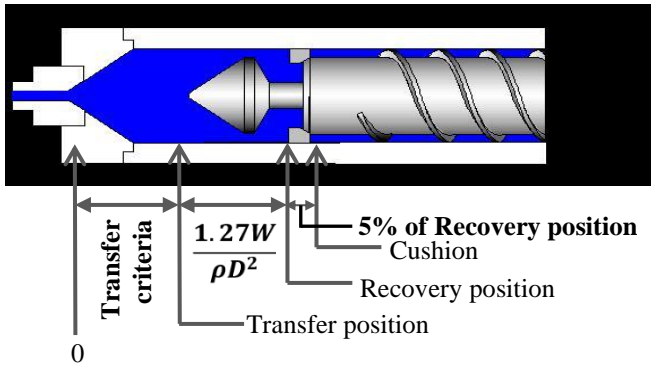 Transfer
criteria
1.27W
ρD²
5% of Recovery position
Cushion
Recovery position
Transfer position
0